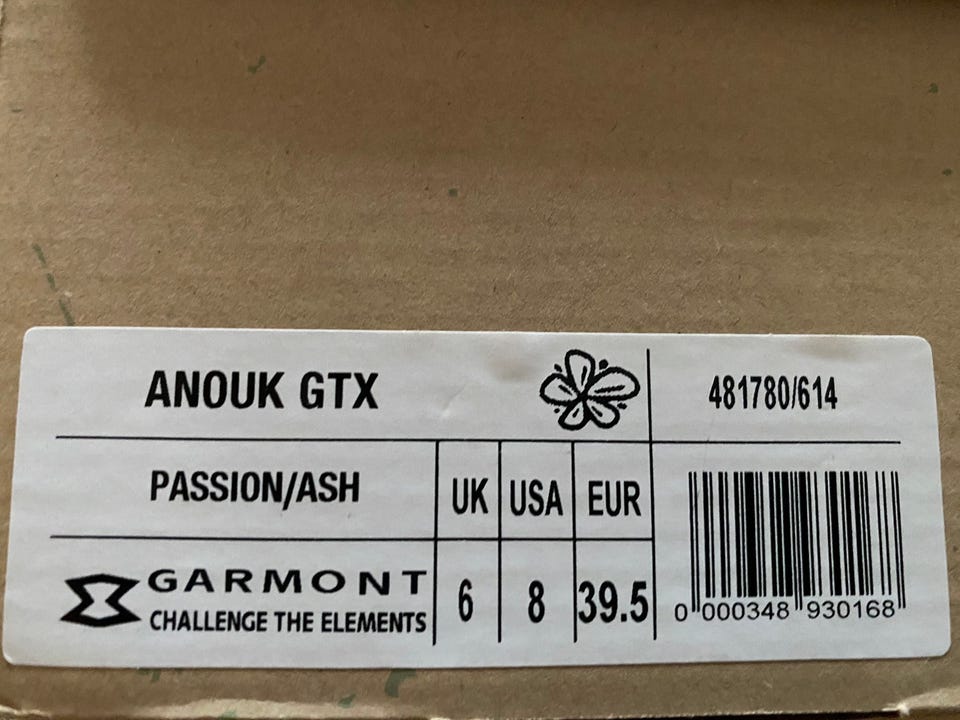 ANOUK GTX
481780/614
PASSION/ASH
UK USA EUR
6 8 39.5
GARMONT
CHALLENGE THE ELEMENTS
0 000348 930168